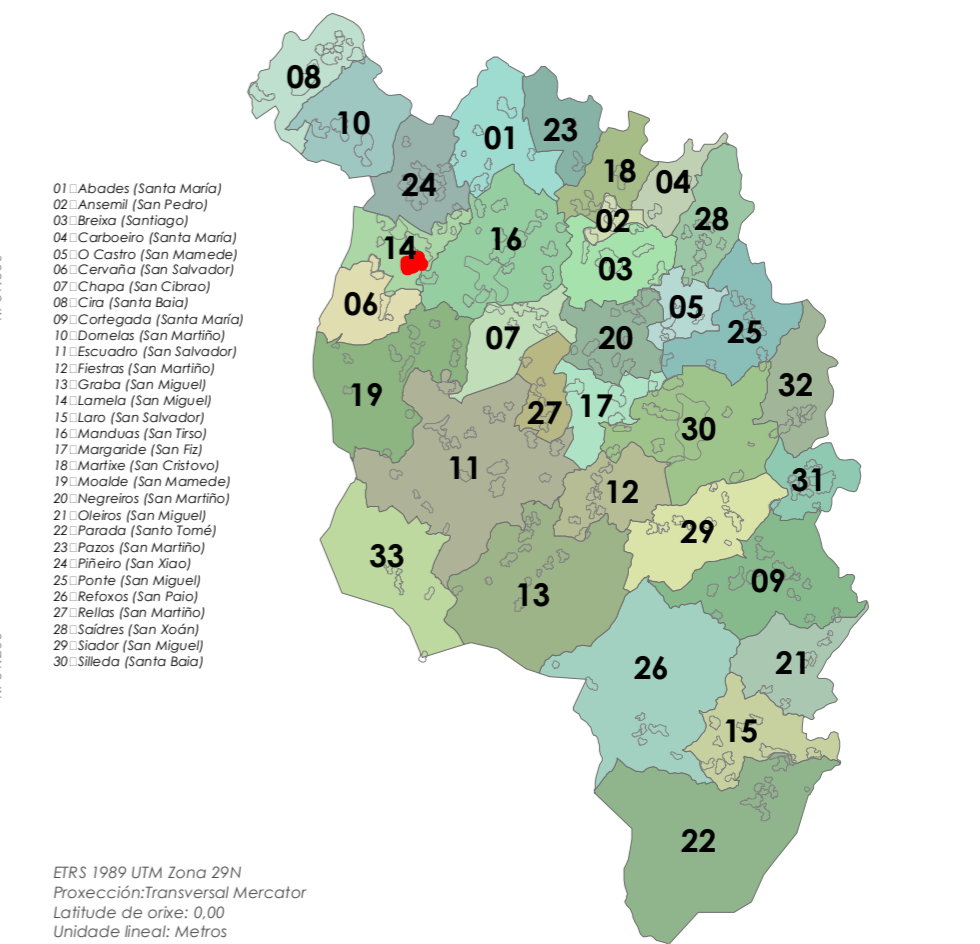 08
10
01
23
18
04
24
02
28
14
16
03
06
05
07
20
25
19
27
17
32
30
11
12
31
29
33
13
09
26
21
15
22
01 Abades (Santa María)
02 Ansemil (San Pedro)
03 Breixa (Santiago)
04 Carboeiro (Santa María)
05 O Castro (San Mamede)
06 Cervaña (San Salvador)
07 Chapa (San Cibrao)
08 Cira (Santa Baia)
09 Cortegada (Santa María)
10 Dornelas (San Martiño)
11 Escuadro (San Salvador)
12 Fiestras (San Martiño)
13 Graba (San Miguel)
14 Lamela (San Miguel)
15 Laro (San Salvador)
16 Manduas (San Tirso)
17 Margaride (San Fiz)
18 Martixe (San Cristovo)
19 Moalde (San Mamede)
20 Negreiros (San Martiño)
21 Oleiros (San Miguel)
22 Parada (Santo Tomé)
23 Pazos (San Martiño)
24 Piñeiro (San Xiao)
25 Ponte (San Miguel)
26 Refoxos (San Paio)
27 Rellas (San Martiño)
28 Saídres (San Xoán)
29 Siador (San Miguel)
30 Silleda (Santa Baia)
ETRS 1989 UTM Zona 29N
Proxección:Transversal Mercator
Latitude de orixe: 0,00
Unidade lineal: Metros